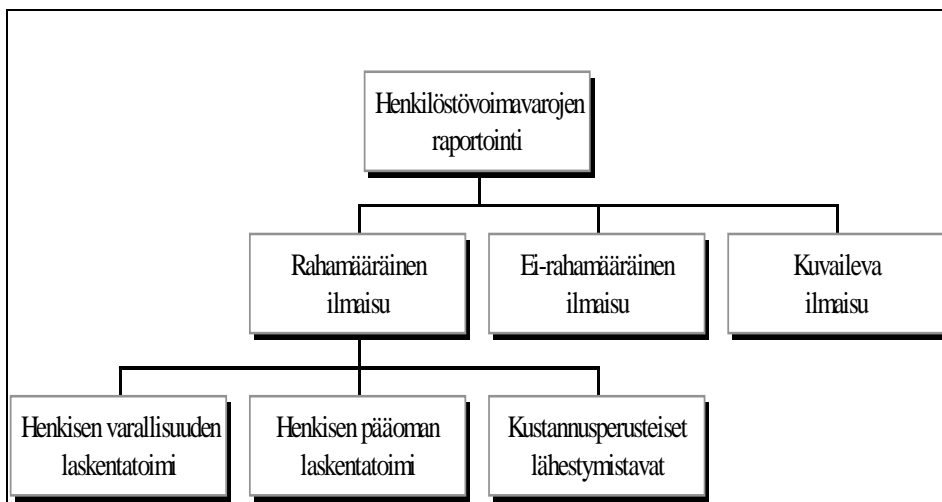 Henkilöstövoimavarojen
raportointi
Rahamääräinen
ilmaisu
Ei-rahamääräinen
ilmaisu
Kuvaileva
ilmaisu
Henkisen varallisuuden
laskentatoimi
Henkisen pääoman
laskentatoimi
Kustannusperusteiset
lähestymistavat